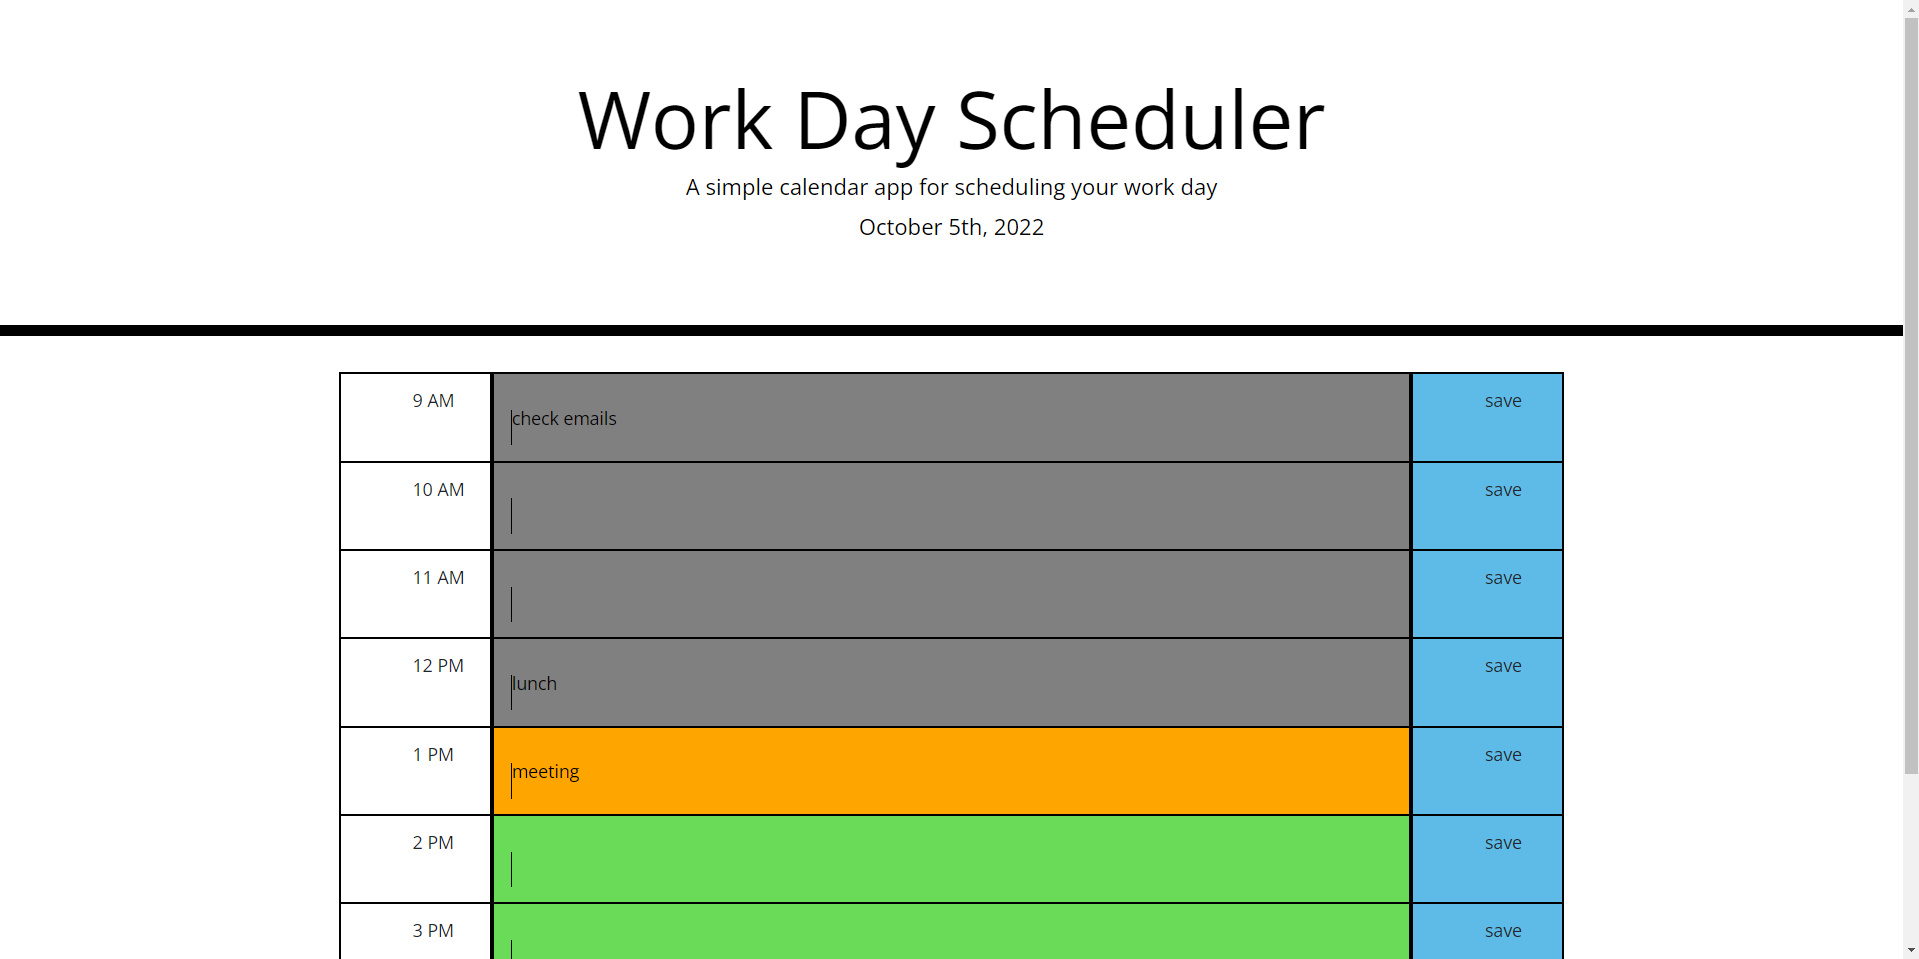 Work Day Scheduler
A simple calendar app for scheduling your work day
October 5th, 2022
9 AM check emails save
10 AM save
11 AM save
12 PM lunch save
1 PM meeting save
2 PM save
3 PM save